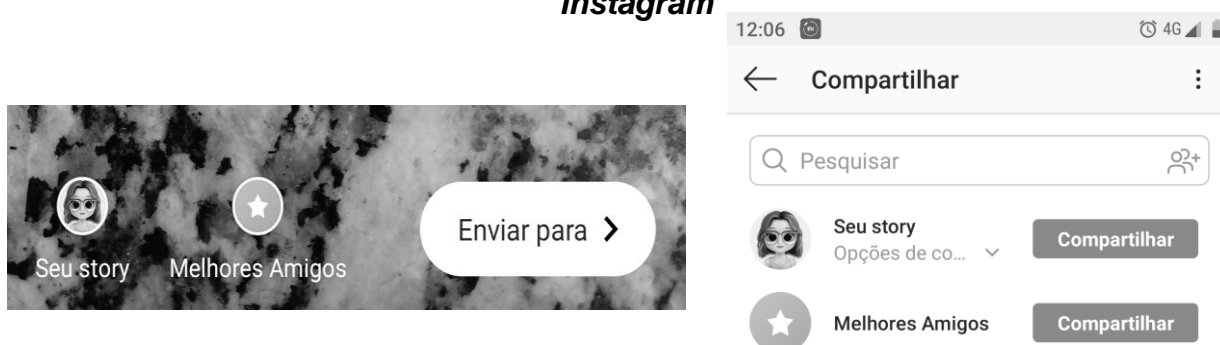 Instagram
Seu story
Melhores Amigos
Enviar para
12:06
4G
Compartilhar
Pesquisar
Seu story
Opções de co...
Compartilhar
Melhores Amigos
Compartilhar